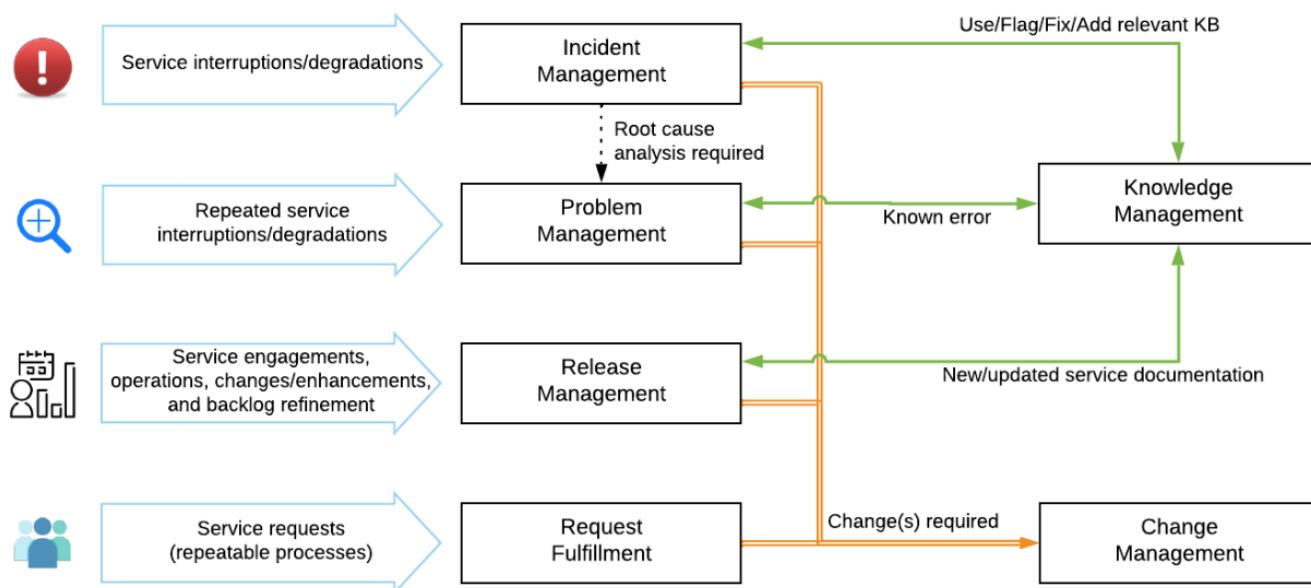 Service interruptions/degradations
Incident
Management
Use/Flag/Fix/Add relevant KB
Root cause
analysis required
Repeated service
interruptions/degradations
Problem
Management
Known error
Knowledge
Management
Service engagements,
operations, changes/enhancements,
and backlog refinement
Release
Management
New/updated service documentation
Service requests
(repeatable processes)
Request
Fulfillment
Change(s) required
Change
Management